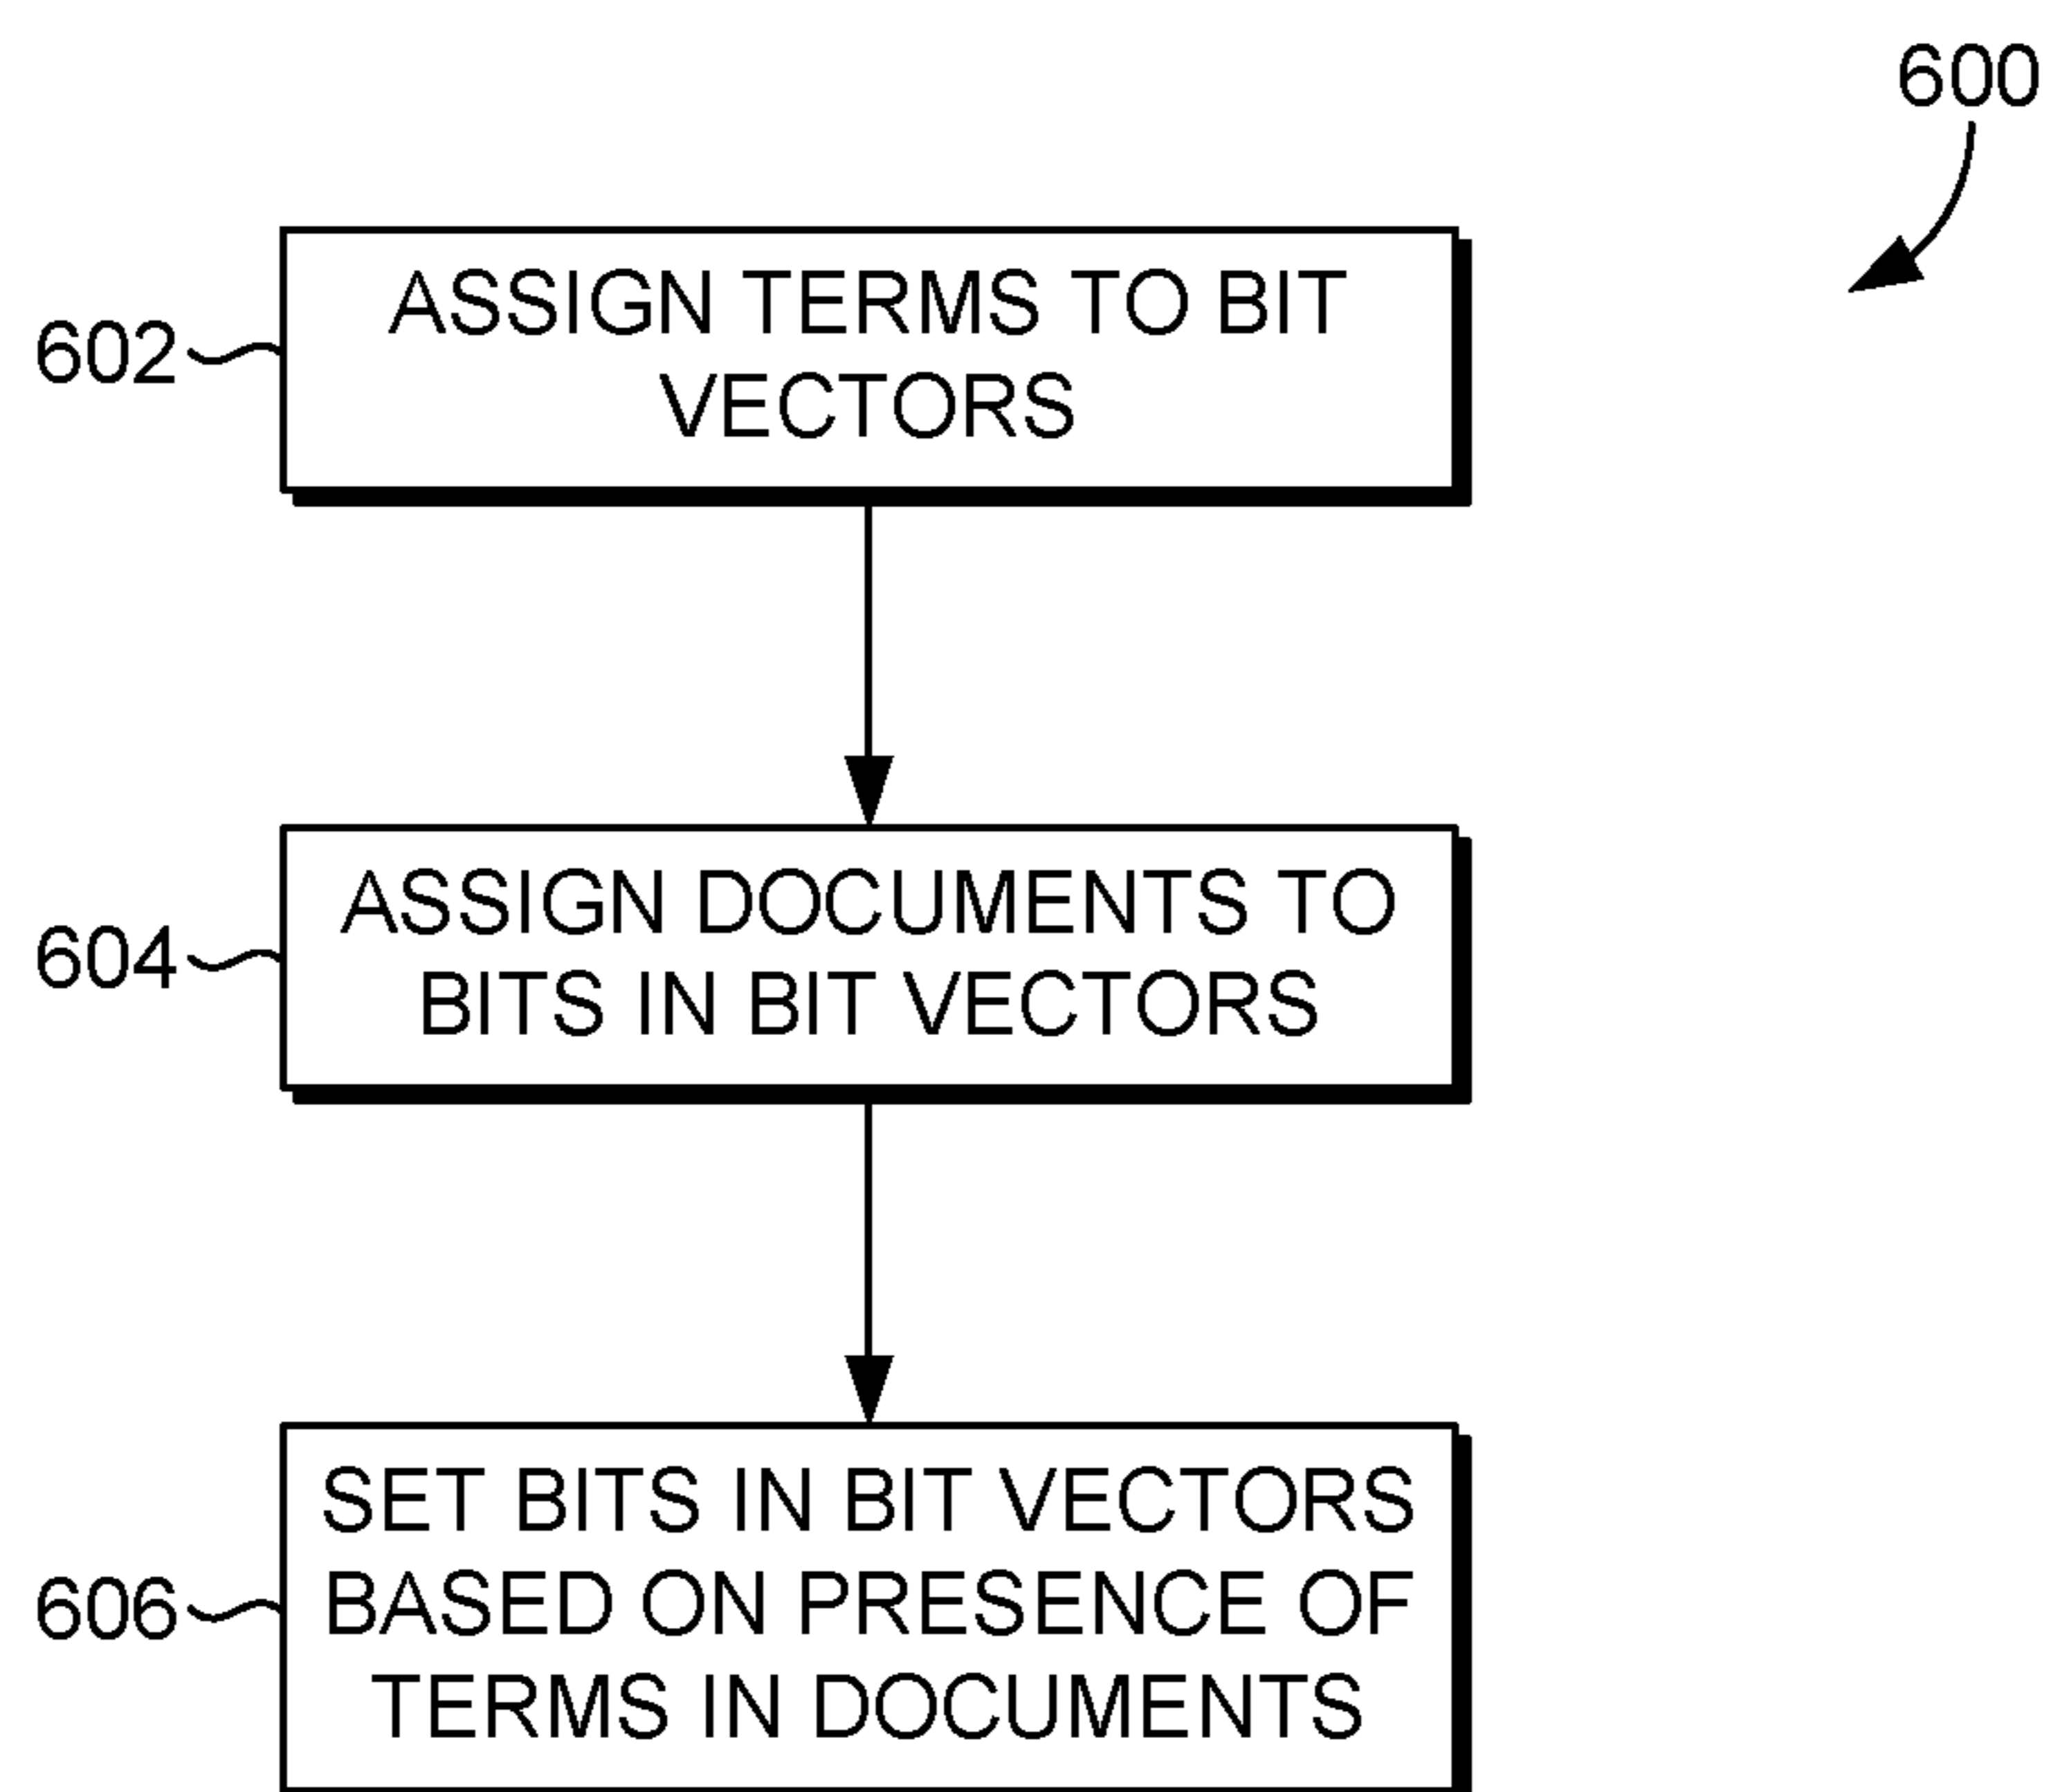 600
602
ASSIGN TERMS TO BIT
VECTORS
604
ASSIGN DOCUMENTS TO
BITS IN BIT VECTORS
606
SET BITS IN BIT VECTORS
BASED ON PRESENCE OF
TERMS IN DOCUMENTS